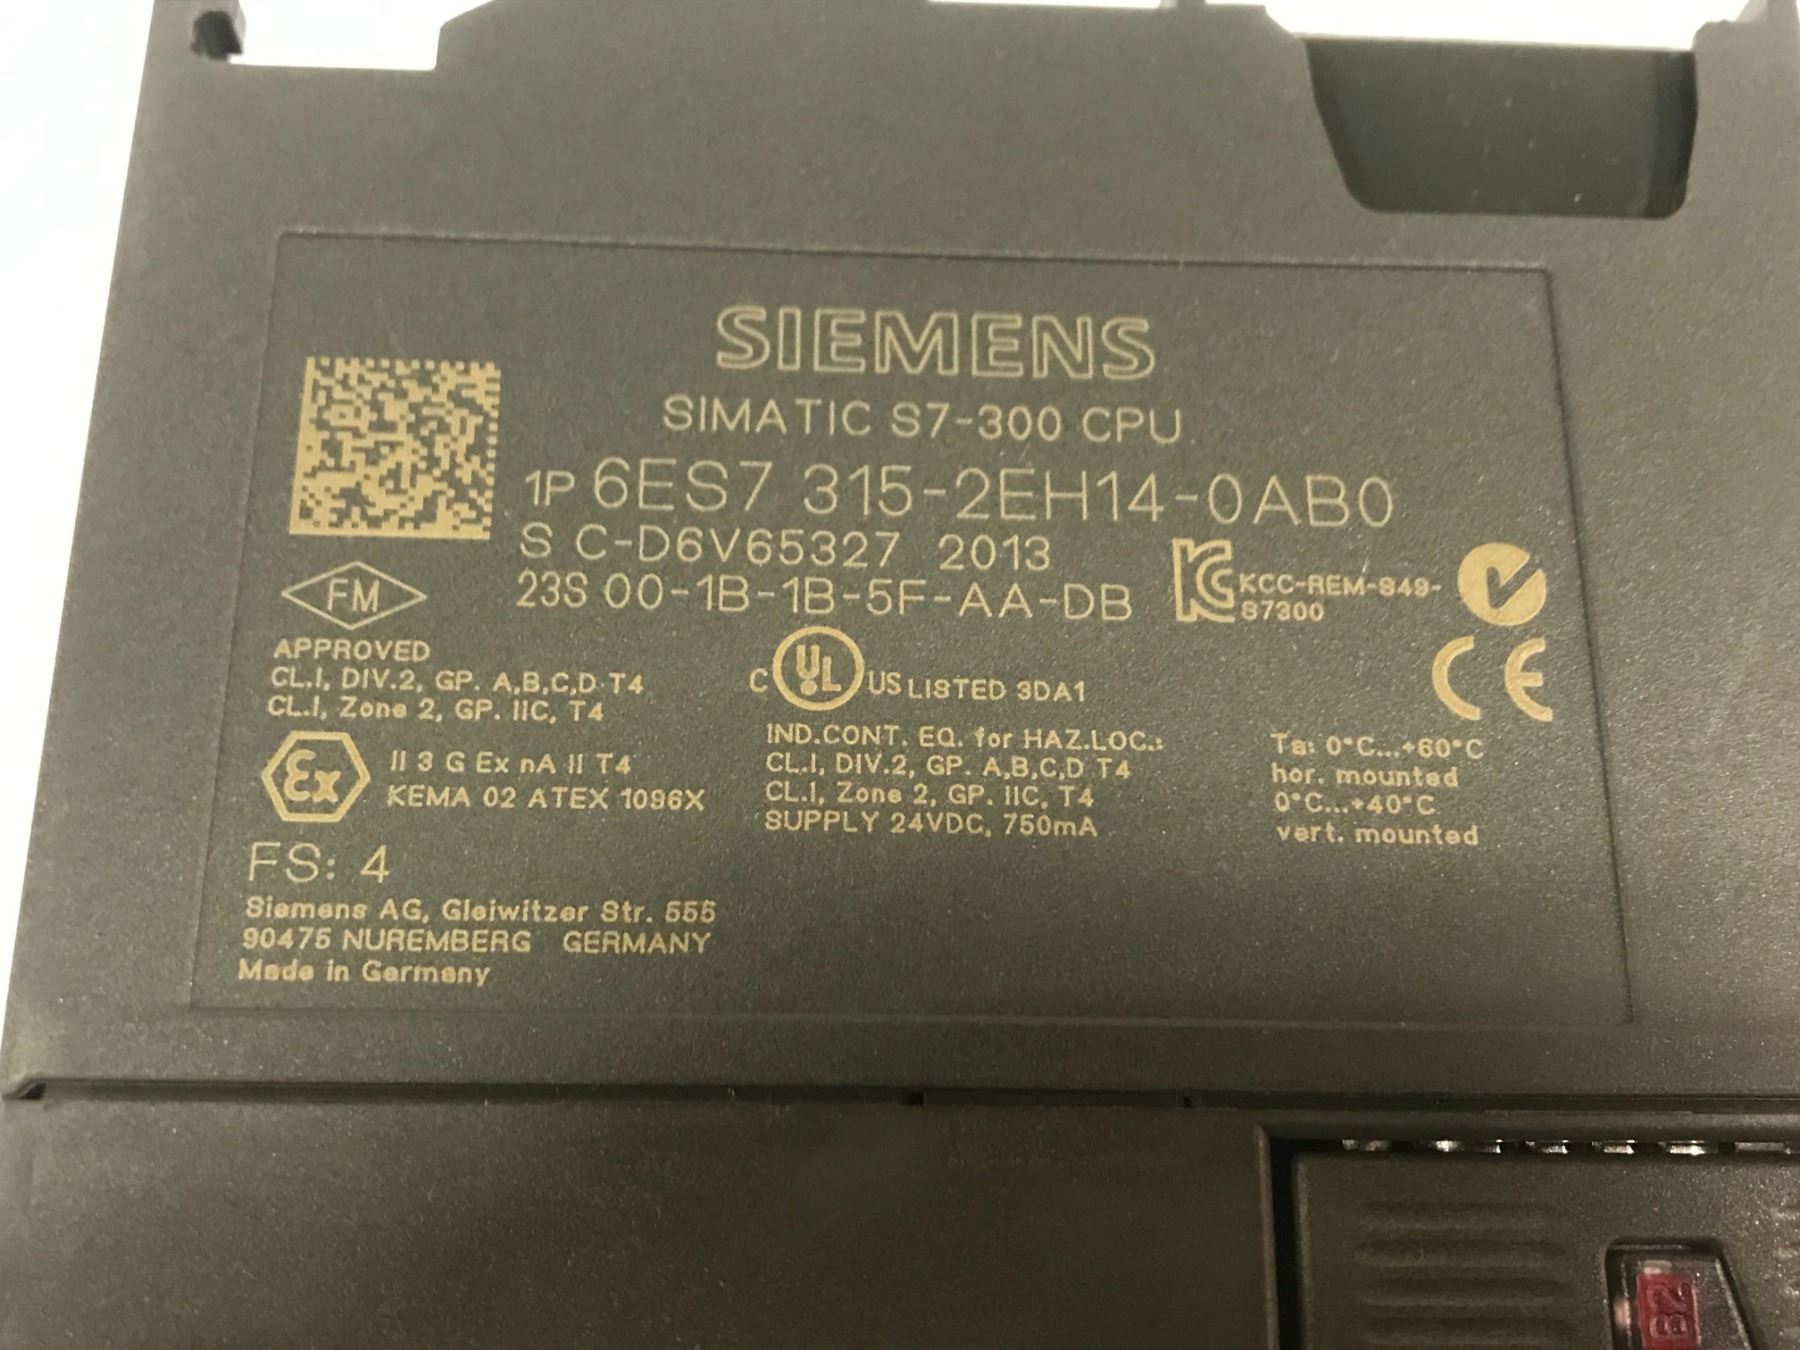 SIEMENS
SIMATIC S7-300 CPU
1P 6ES7 315-2EH14-0AB0
S C-D6V65327 2013
23S 00-1B-1B-5F-AA-DB
KCC-REM-S49-
S7300
FM
APPROVED
CL.I, DIV.2, GP. A,B,C,D T4
CL.I, Zone 2, GP. IIC, T4
C UL US LISTED 3DA1
CE
IND.CONT. EQ. for HAZ.LOC.:
CL.I, DIV.2, GP. A,B,C,D T4
CL.I, Zone 2, GP. IIC, T4
SUPPLY 24VDC, 750mA
Ta: 0°C...+60°C
hor. mounted
0°C...+40°C
vert. mounted
Ex II 3 G Ex nA II T4
KEMA 02 ATEX 1096X
FS: 4
Siemens AG, Gleiwitzer Str. 555
90475 NUREMBERG GERMANY
Made in Germany